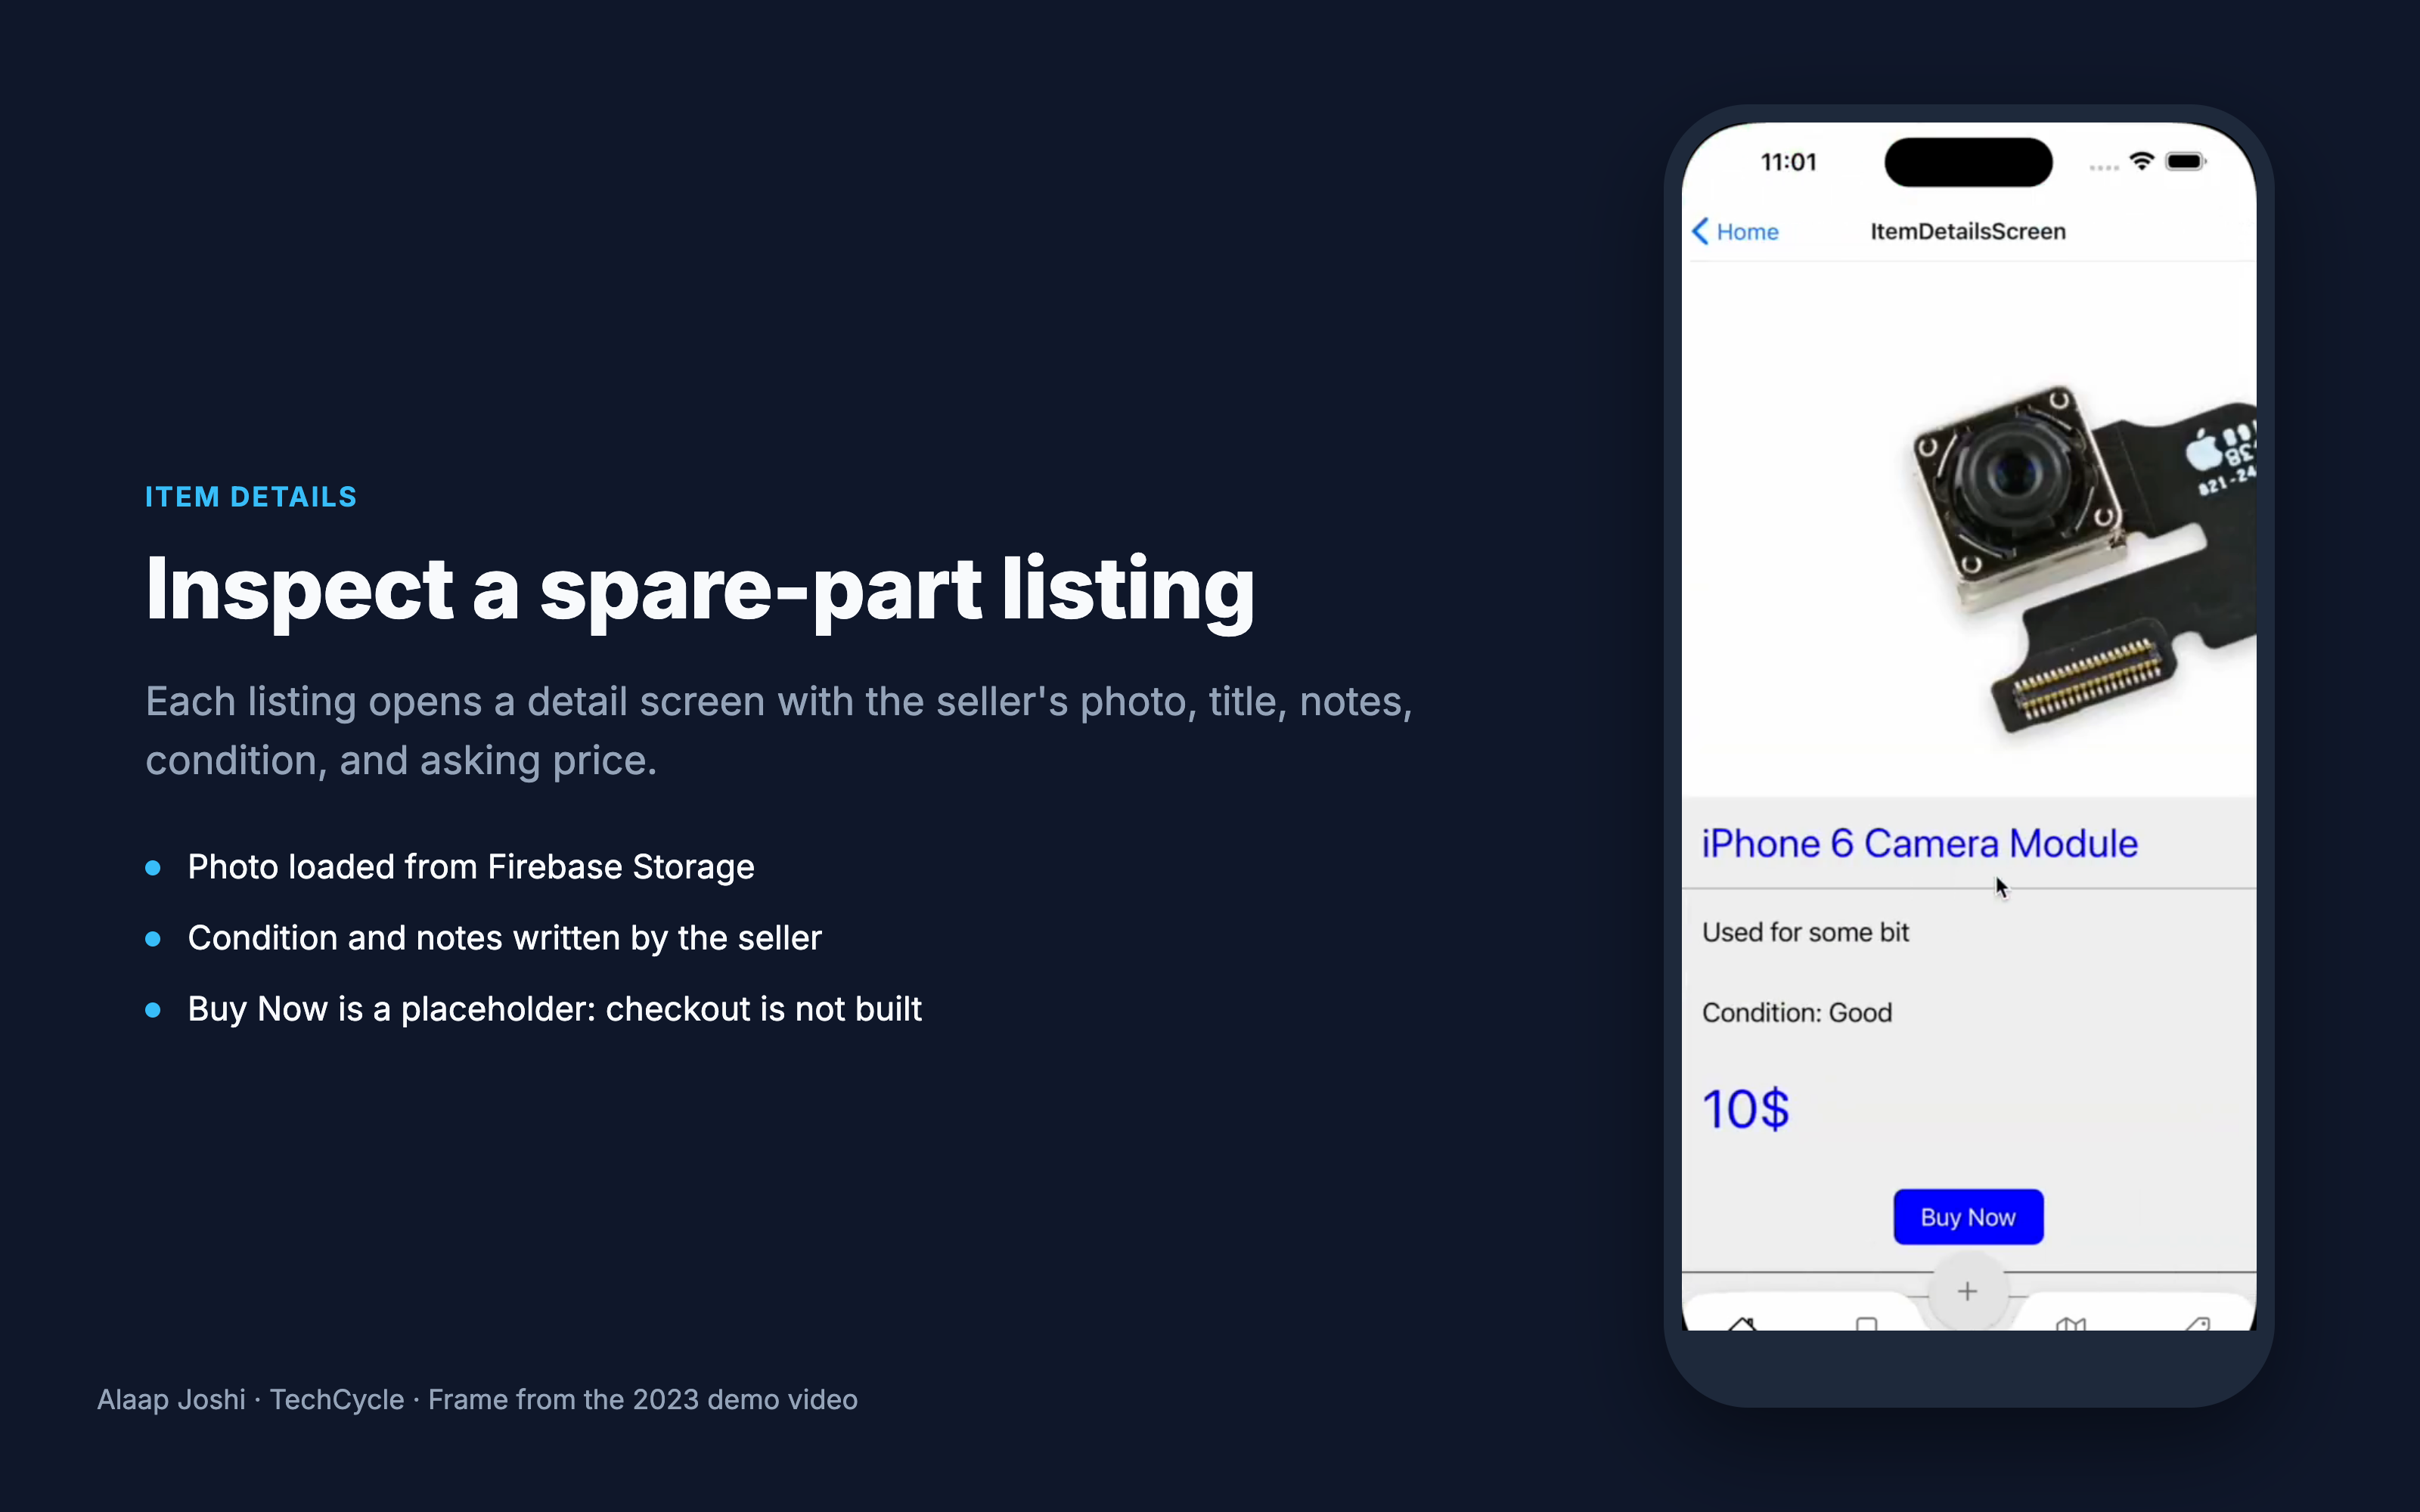 ITEM DETAILS
Inspect a spare-part listing
Each listing opens a detail screen with the seller's photo, title, notes,
condition, and asking price.
Photo loaded from Firebase Storage
Condition and notes written by the seller
Buy Now is a placeholder: checkout is not built
Alaap Joshi · TechCycle · Frame from the 2023 demo video
11:01
Home
ItemDetailsScreen
821-24
iPhone 6 Camera Module
Used for some bit
Condition: Good
10$
Buy Now
+